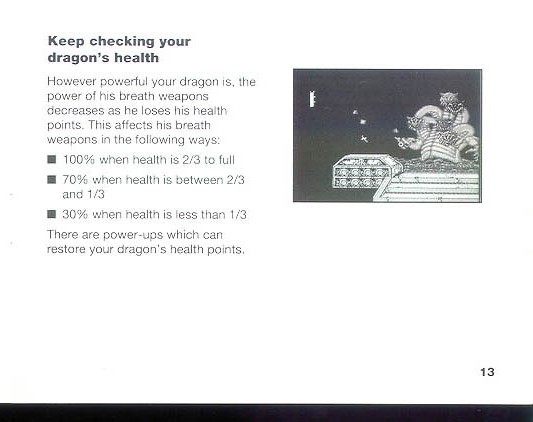 Keep checking your
dragon's health
However powerful your dragon is, the
power of his breath weapons
decreases as he loses his health
points. This affects his breath
weapons in the following ways:
■ 100% when health is 2/3 to full
■ 70% when health is between 2/3
and 1/3
■ 30% when health is less than 1/3
There are power-ups which can
restore your dragon's health points.
13